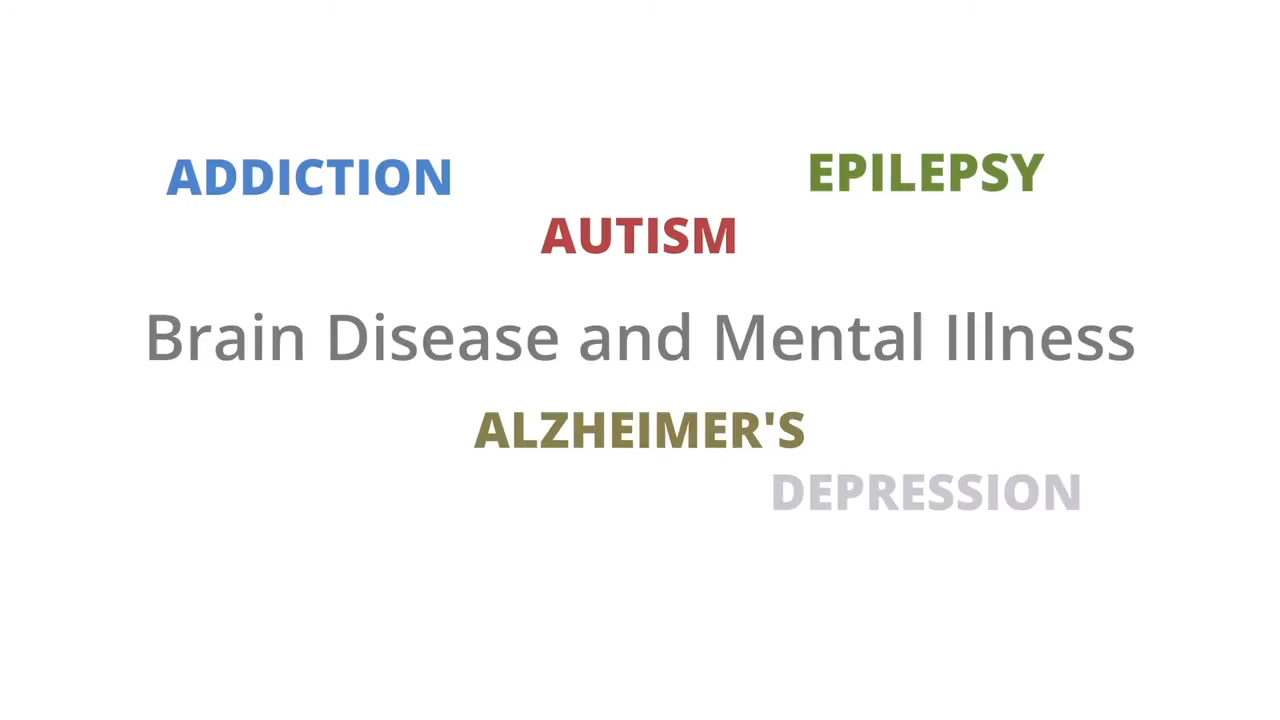 ADDICTION
EPILEPSY
AUTISM
Brain Disease and Mental Illness
ALZHEIMER'S
DEPRESSION